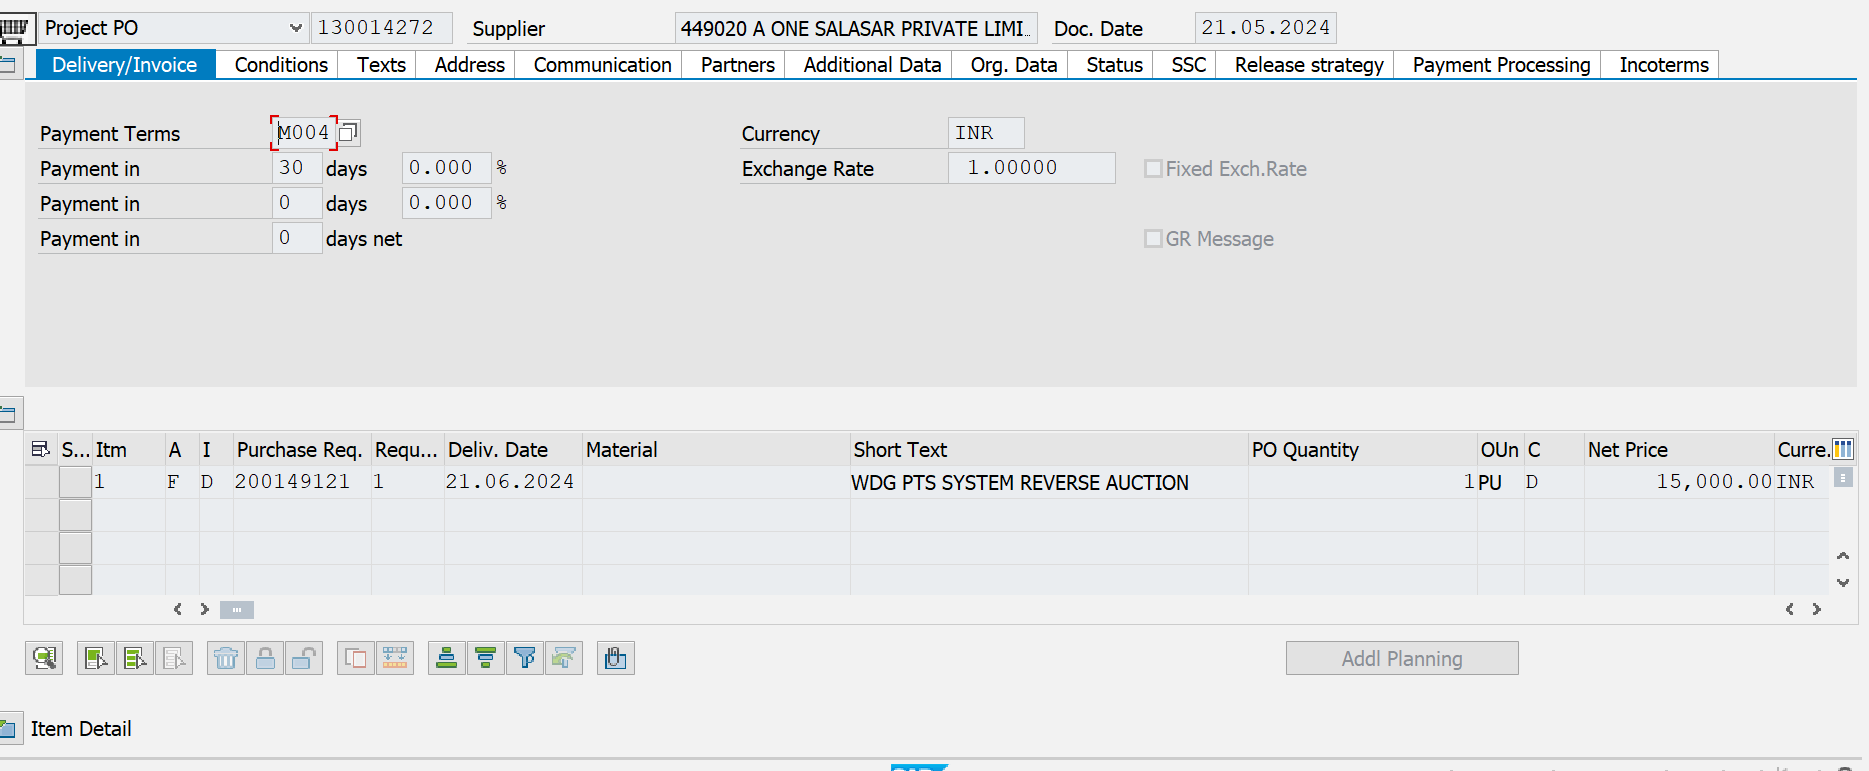 Project PO 130014272 Supplier 449020 A ONE SALASAR PRIVATE LIMI... Doc. Date 21.05.2024
Delivery/Invoice Conditions Texts Address Communication Partners Additional Data Org. Data Status SSC Release strategy Payment Processing Incoterms
Payment Terms M004 Currency INR
Payment in 30 days 0.000 % Exchange Rate 1.00000 Fixed Exch.Rate
Payment in 0 days 0.000 %
Payment in 0 days net GR Message
S... Itm A I Purchase Req. Requ... Deliv. Date Material Short Text PO Quantity OUn C Net Price Curre.
1 F D 200149121 1 21.06.2024 WDG PTS SYSTEM REVERSE AUCTION 1 PU D 15,000.00 INR
Addl Planning
Item Detail